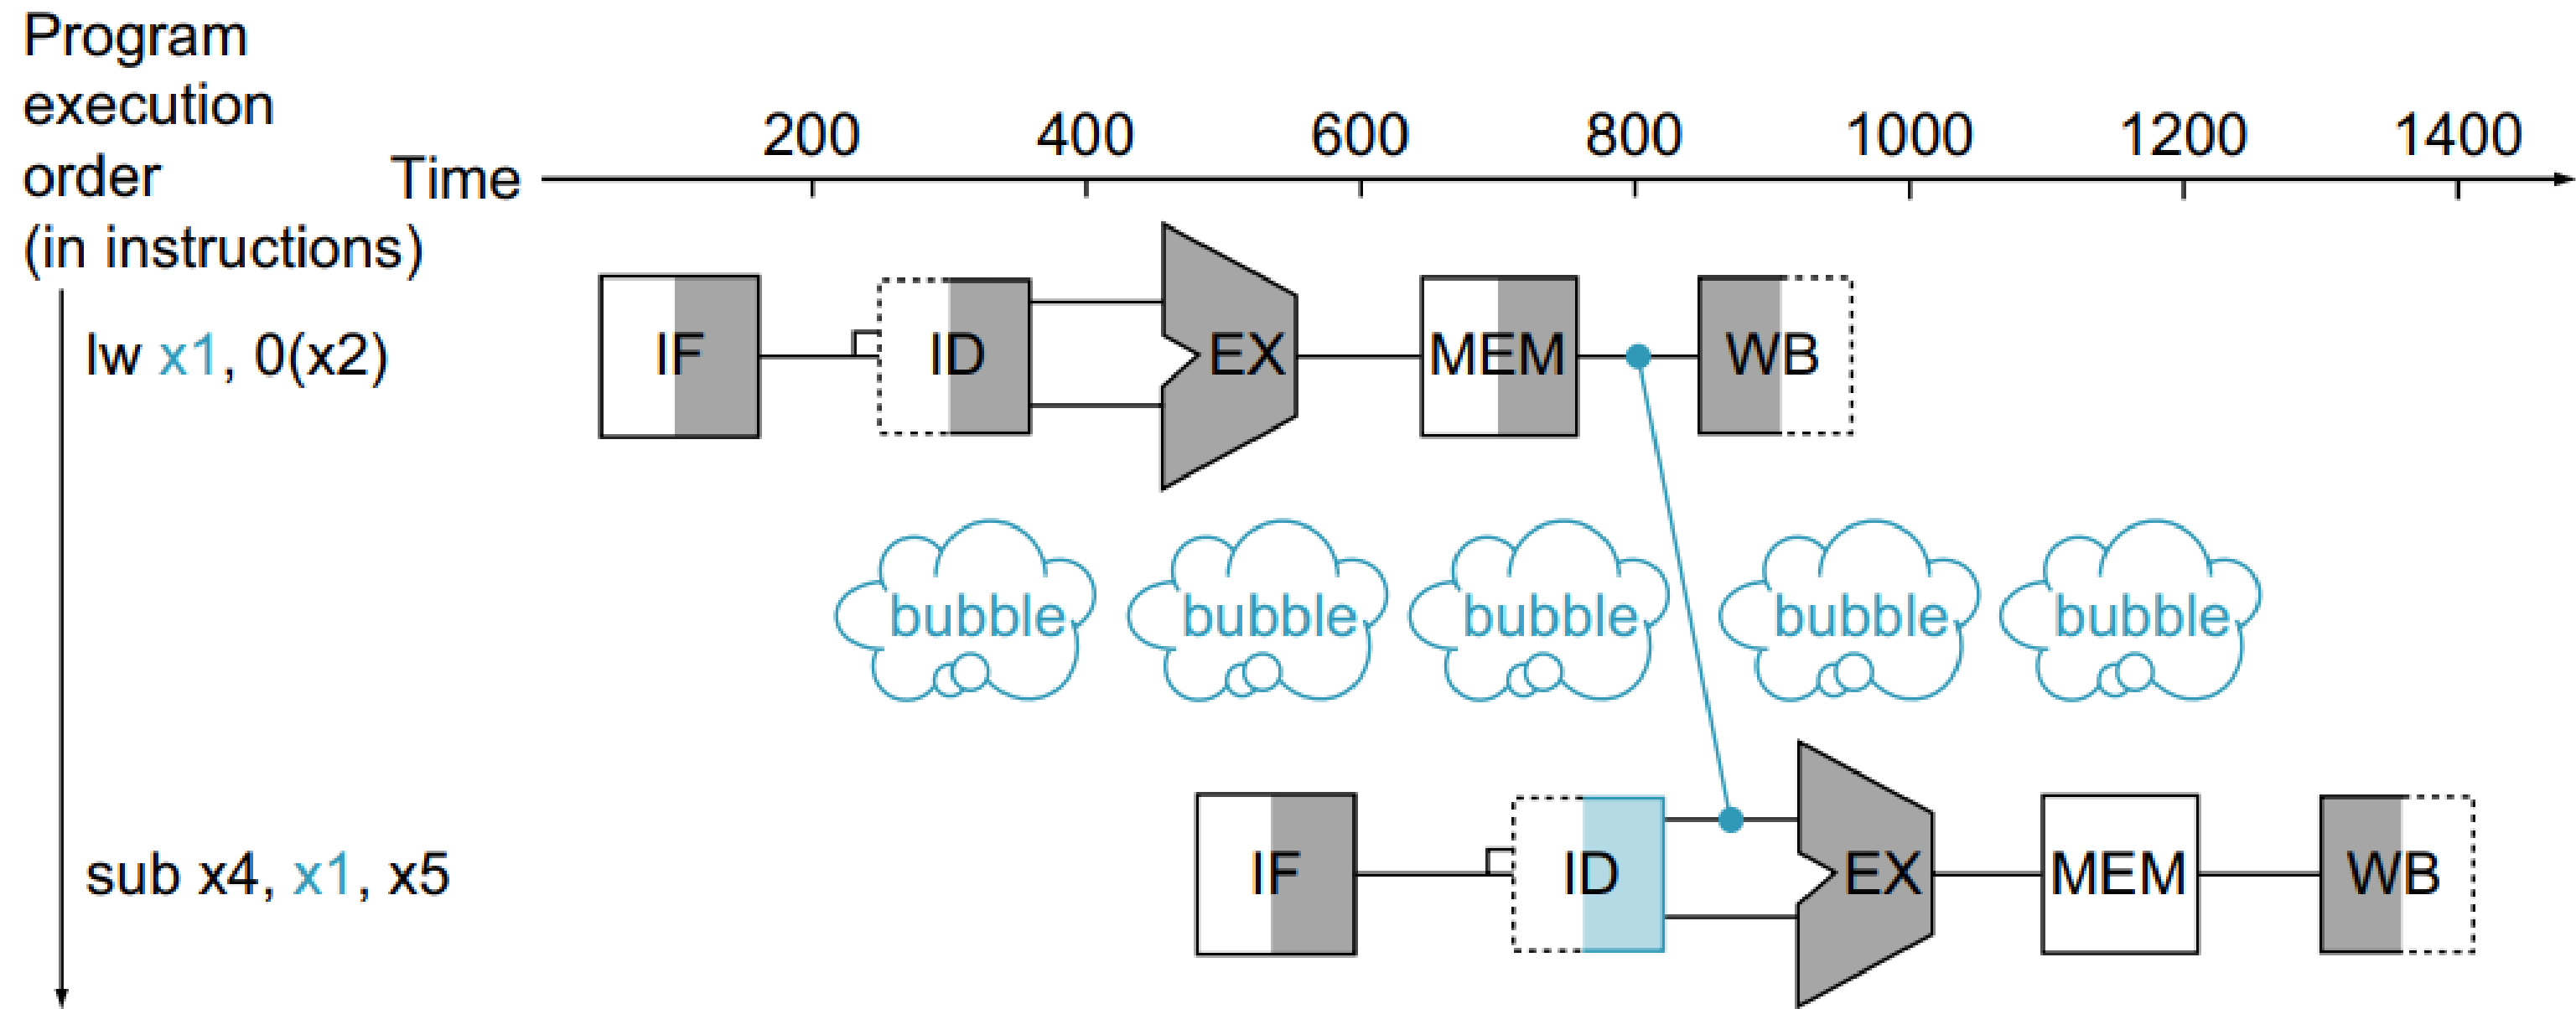 Program
execution
order
(in instructions)
Time
200 400 600 800 1000 1200 1400
lw x1, 0(x2)
IF ID EX MEM WB
bubble bubble bubble bubble bubble
sub x4, x1, x5
IF ID EX MEM WB